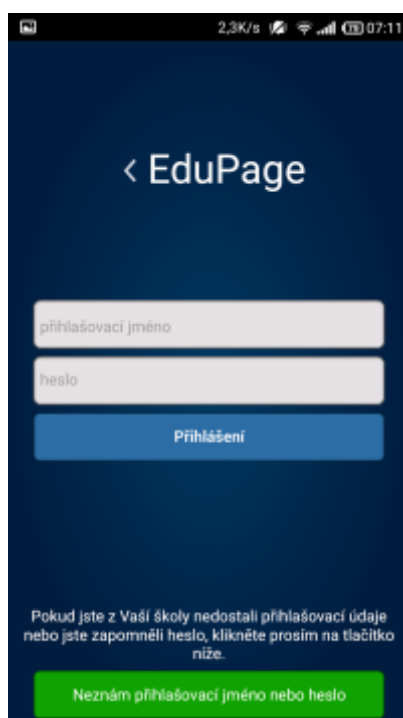 2,3K/s 78 07:11
< EduPage
přihlašovací jméno
heslo
Přihlášení
Pokud jste z Vaší školy nedostali přihlašovací údaje
nebo jste zapomněli heslo, klikněte prosím na tlačítko
níže.
Neznám přihlašovací jméno nebo heslo